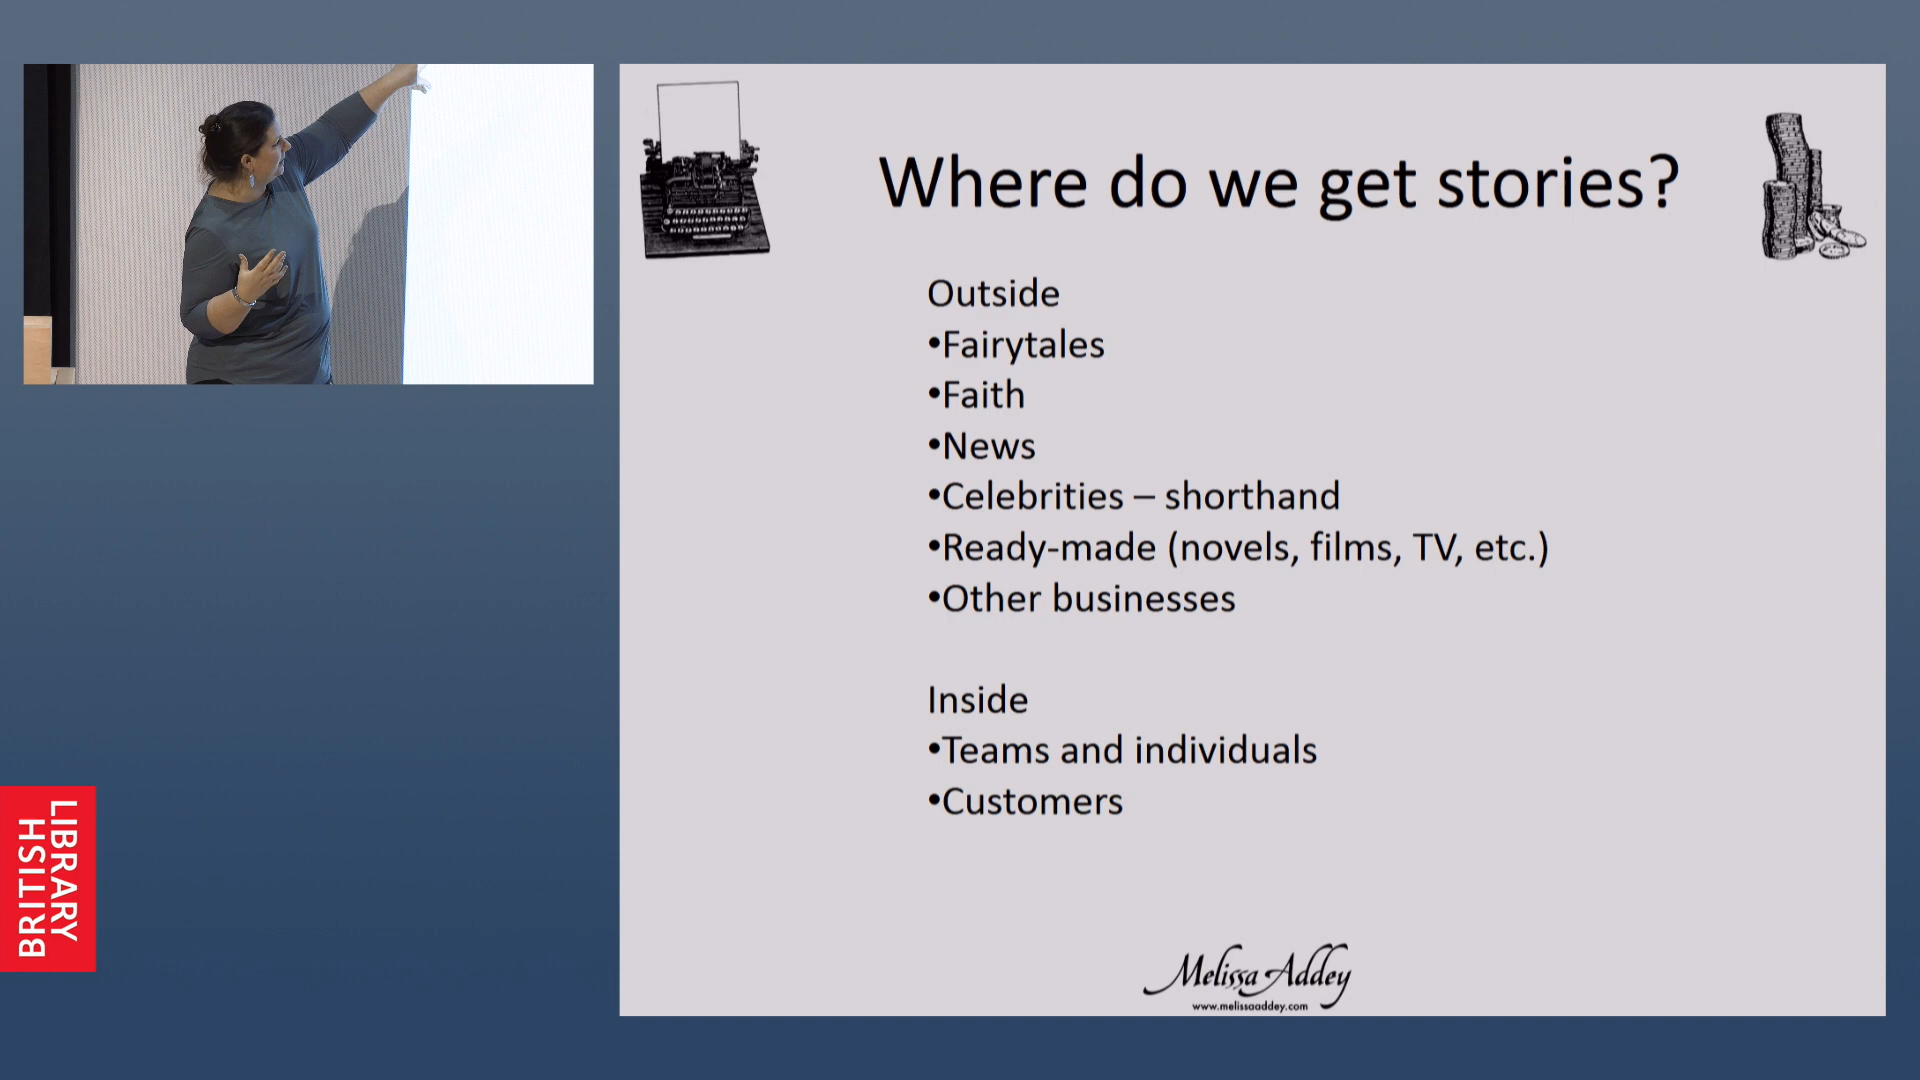 Where do we get stories?
Outside
•Fairytales
•Faith
•News
•Celebrities – shorthand
•Ready-made (novels, films, TV, etc.)
•Other businesses
Inside
•Teams and individuals
•Customers
Melissa Addey
www.melissaaddey.com
BRITISH
LIBRARY